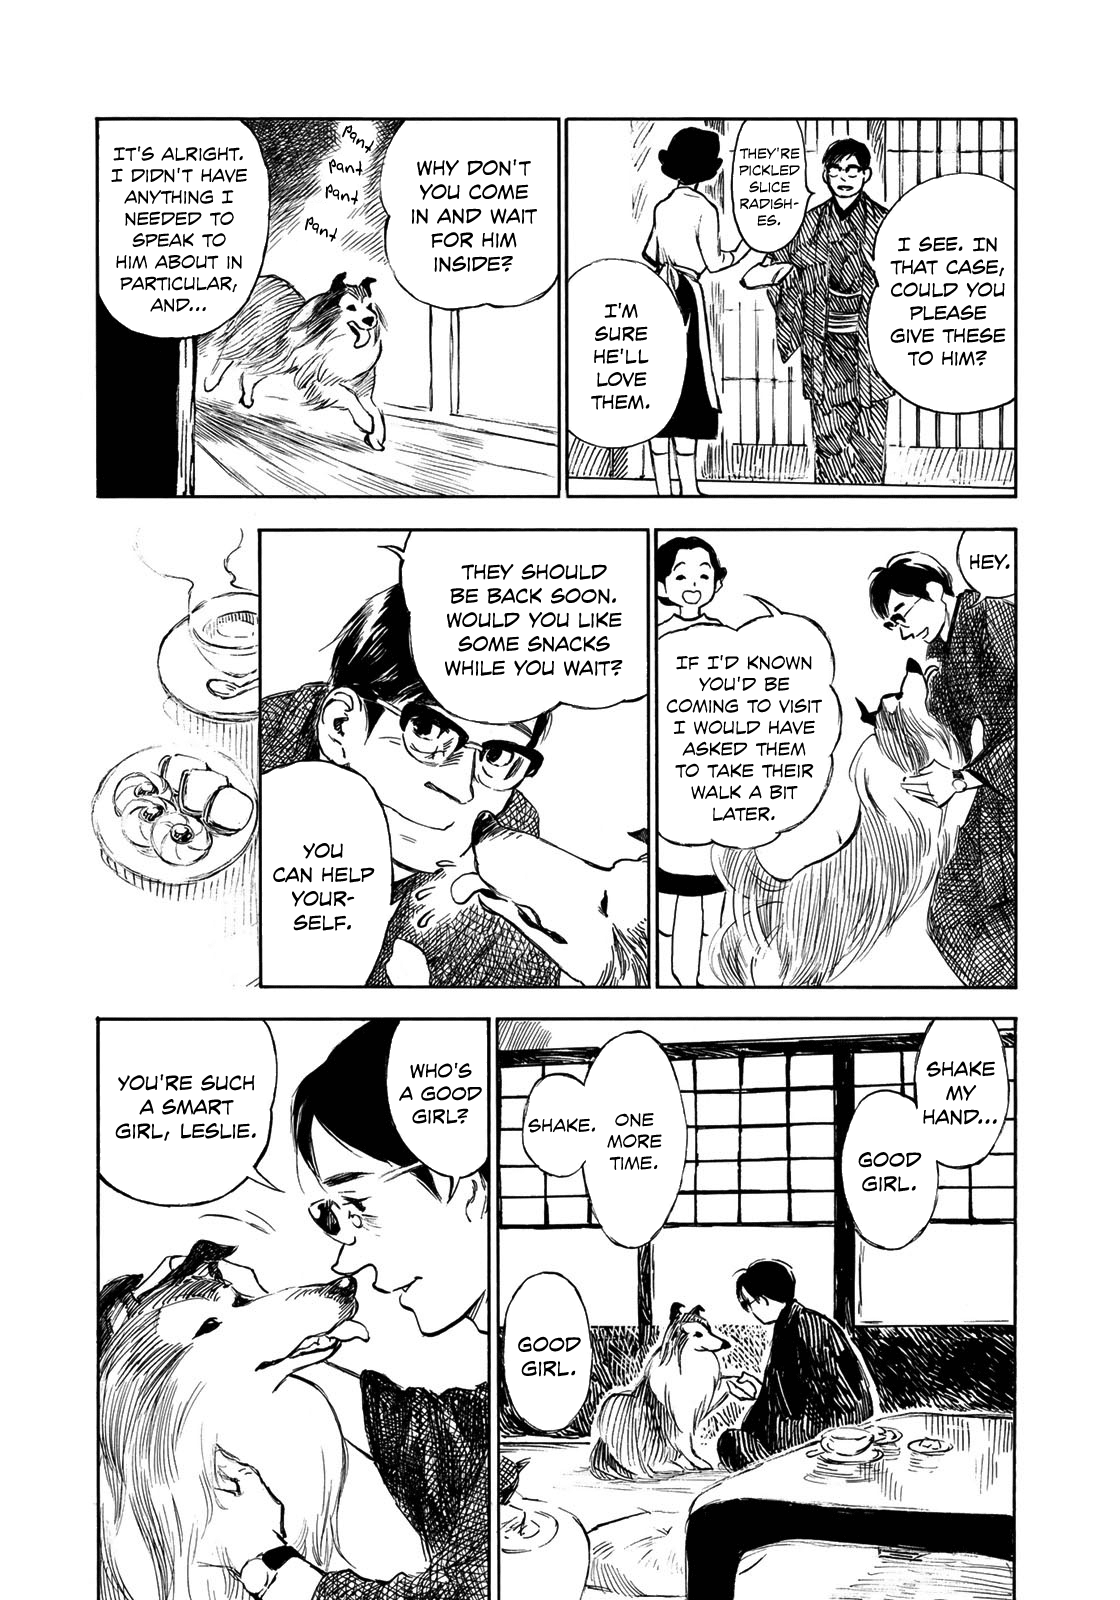 I SEE. IN
THAT CASE,
COULD YOU
PLEASE
GIVE THESE
TO HIM?
THEY'RE
PICKLED
SLICE
RADISH-
ES.
I'M
SURE
HE'LL
LOVE
THEM.
WHY DON'T
YOU COME
IN AND WAIT
FOR HIM
INSIDE?
pant
pant
pant
pant
IT'S ALRIGHT.
I DIDN'T HAVE
ANYTHING I
NEEDED TO
SPEAK TO
HIM ABOUT IN
PARTICULAR,
AND...
HEY.
IF I'D KNOWN
YOU'D BE
COMING TO VISIT
I WOULD HAVE
ASKED THEM
TO TAKE THEIR
WALK A BIT
LATER.
THEY SHOULD
BE BACK SOON.
WOULD YOU LIKE
SOME SNACKS
WHILE YOU WAIT?
YOU
CAN HELP
YOUR-
SELF.
SHAKE
MY
HAND...
GOOD
GIRL.
ONE
MORE
TIME.
SHAKE.
GOOD
GIRL.
WHO'S
A GOOD
GIRL?
YOU'RE SUCH
A SMART
GIRL, LESLIE.